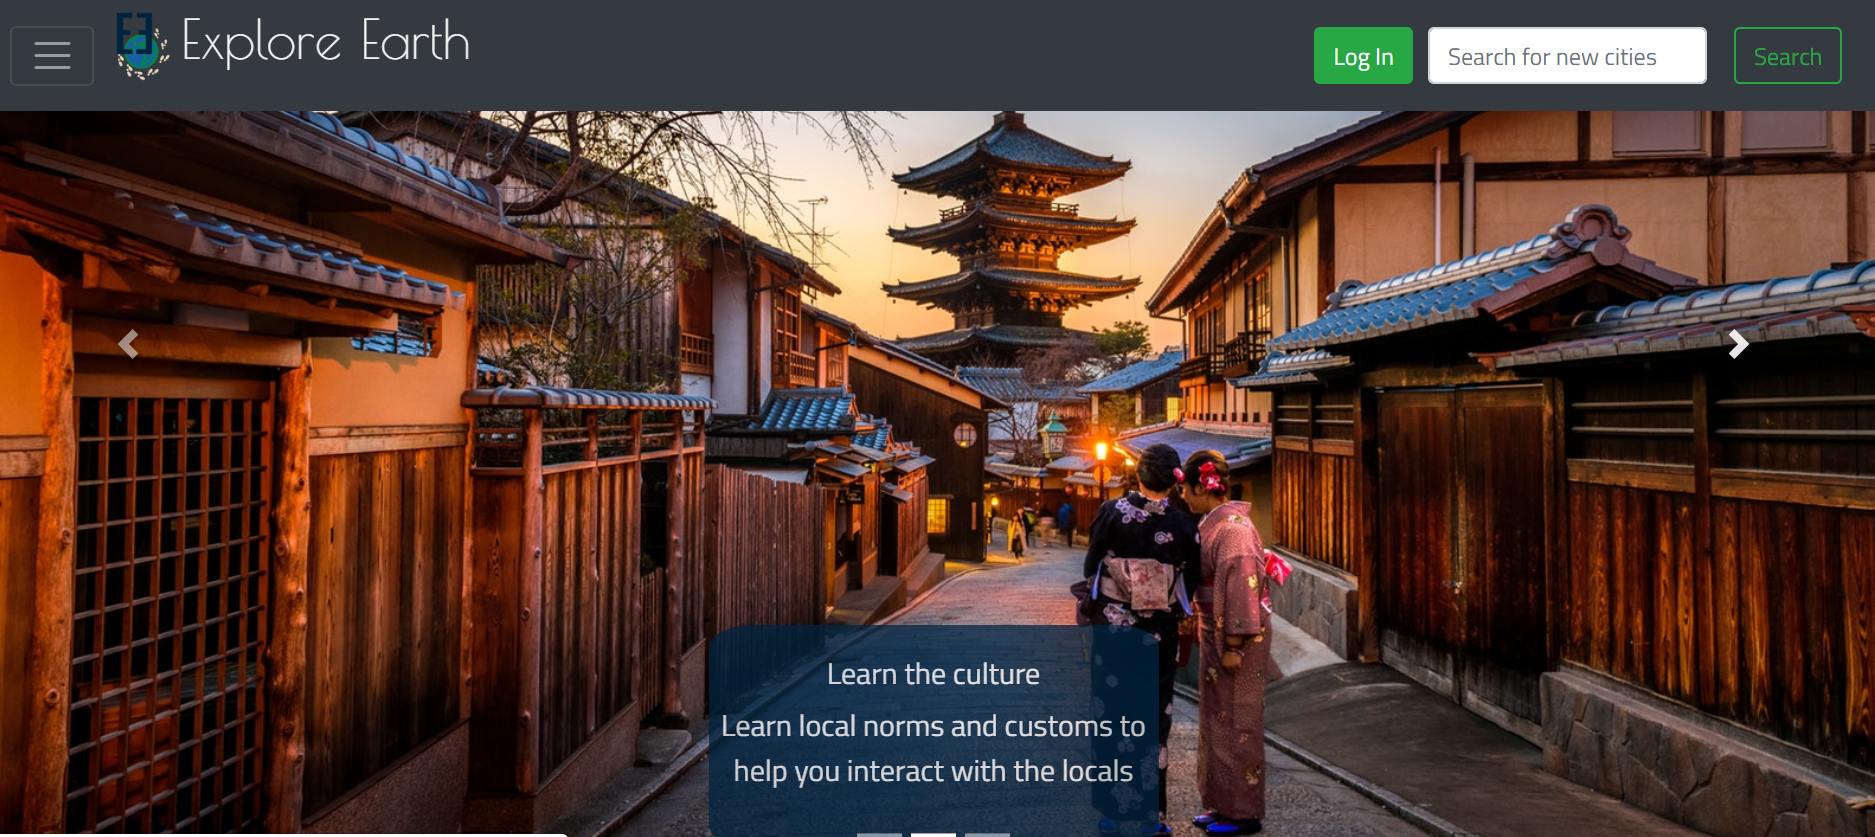 Explore Earth
Log In
Search for new cities
Search
Learn the culture
Learn local norms and customs to
help you interact with the locals